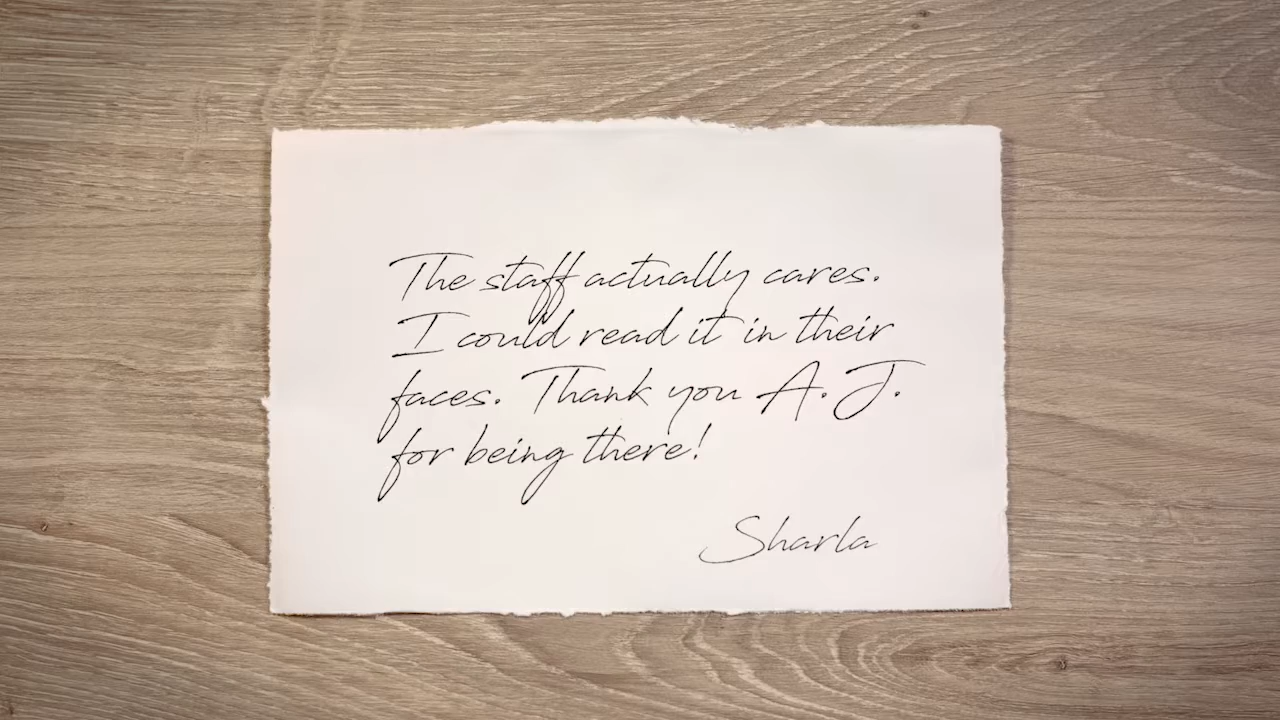 The staff actually cares.
I could read it in their
faces. Thank you A. J.
for being there!
Sharla